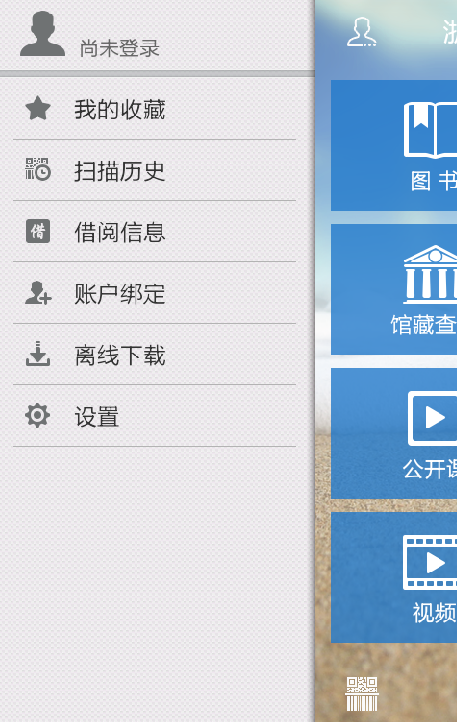 尚未登录
我的收藏
扫描历史
借 借阅信息
账户绑定
离线下载
设置
图书
馆藏查
公开课
视频